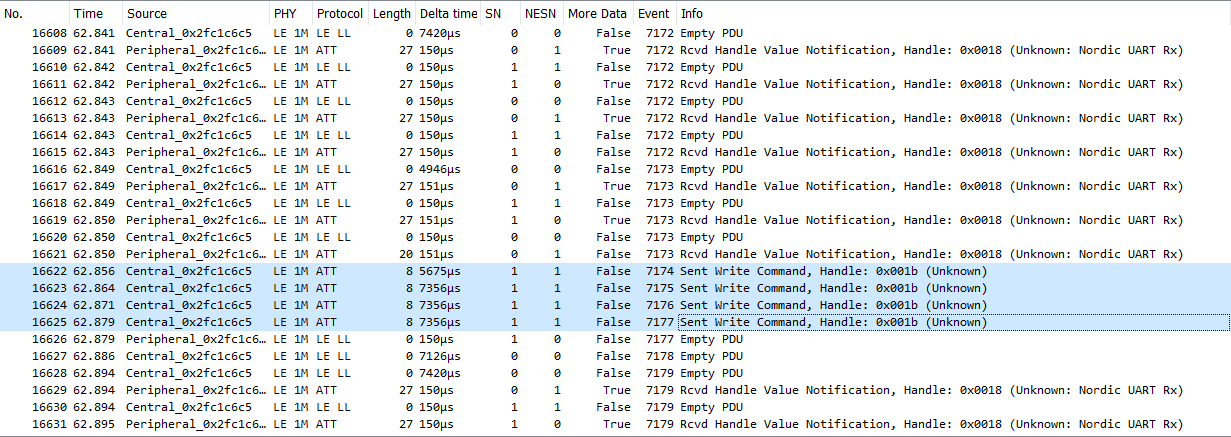 No. Time Source PHY Protocol Length Delta time SN NESN More Data Event Info
16608 62.841 Central_0x2fc1c6c5 LE 1M LE LL 0 7420µs 0 0 False 7172 Empty PDU
16609 62.841 Peripheral_0x2fc1c6… LE 1M ATT 27 150µs 0 1 True 7172 Rcvd Handle Value Notification, Handle: 0x0018 (Unknown: Nordic UART Rx)
16610 62.842 Central_0x2fc1c6c5 LE 1M LE LL 0 150µs 1 1 False 7172 Empty PDU
16611 62.842 Peripheral_0x2fc1c6… LE 1M ATT 27 150µs 1 0 True 7172 Rcvd Handle Value Notification, Handle: 0x0018 (Unknown: Nordic UART Rx)
16612 62.843 Central_0x2fc1c6c5 LE 1M LE LL 0 150µs 0 0 False 7172 Empty PDU
16613 62.843 Peripheral_0x2fc1c6… LE 1M ATT 27 150µs 0 1 True 7172 Rcvd Handle Value Notification, Handle: 0x0018 (Unknown: Nordic UART Rx)
16614 62.843 Central_0x2fc1c6c5 LE 1M LE LL 0 150µs 1 1 False 7172 Empty PDU
16615 62.843 Peripheral_0x2fc1c6… LE 1M ATT 27 150µs 1 0 False 7172 Rcvd Handle Value Notification, Handle: 0x0018 (Unknown: Nordic UART Rx)
16616 62.849 Central_0x2fc1c6c5 LE 1M LE LL 0 4946µs 0 0 False 7173 Empty PDU
16617 62.849 Peripheral_0x2fc1c6… LE 1M ATT 27 151µs 0 1 True 7173 Rcvd Handle Value Notification, Handle: 0x0018 (Unknown: Nordic UART Rx)
16618 62.849 Central_0x2fc1c6c5 LE 1M LE LL 0 150µs 1 1 False 7173 Empty PDU
16619 62.850 Peripheral_0x2fc1c6… LE 1M ATT 27 151µs 1 0 True 7173 Rcvd Handle Value Notification, Handle: 0x0018 (Unknown: Nordic UART Rx)
16620 62.850 Central_0x2fc1c6c5 LE 1M LE LL 0 150µs 0 0 False 7173 Empty PDU
16621 62.850 Peripheral_0x2fc1c6… LE 1M ATT 20 151µs 0 1 False 7173 Rcvd Handle Value Notification, Handle: 0x0018 (Unknown: Nordic UART Rx)
16622 62.856 Central_0x2fc1c6c5 LE 1M ATT 8 5675µs 1 1 False 7174 Sent Write Command, Handle: 0x001b (Unknown)
16623 62.864 Central_0x2fc1c6c5 LE 1M ATT 8 7356µs 1 1 False 7175 Sent Write Command, Handle: 0x001b (Unknown)
16624 62.871 Central_0x2fc1c6c5 LE 1M ATT 8 7356µs 1 1 False 7176 Sent Write Command, Handle: 0x001b (Unknown)
16625 62.879 Central_0x2fc1c6c5 LE 1M ATT 8 7356µs 1 1 False 7177 Sent Write Command, Handle: 0x001b (Unknown)
16626 62.879 Peripheral_0x2fc1c6… LE 1M LE LL 0 150µs 1 0 False 7177 Empty PDU
16627 62.886 Central_0x2fc1c6c5 LE 1M LE LL 0 7126µs 0 0 False 7178 Empty PDU
16628 62.894 Central_0x2fc1c6c5 LE 1M LE LL 0 7420µs 0 0 False 7179 Empty PDU
16629 62.894 Peripheral_0x2fc1c6… LE 1M ATT 27 150µs 0 1 True 7179 Rcvd Handle Value Notification, Handle: 0x0018 (Unknown: Nordic UART Rx)
16630 62.894 Central_0x2fc1c6c5 LE 1M LE LL 0 150µs 1 1 False 7179 Empty PDU
16631 62.895 Peripheral_0x2fc1c6… LE 1M ATT 27 150µs 1 0 True 7179 Rcvd Handle Value Notification, Handle: 0x0018 (Unknown: Nordic UART Rx)